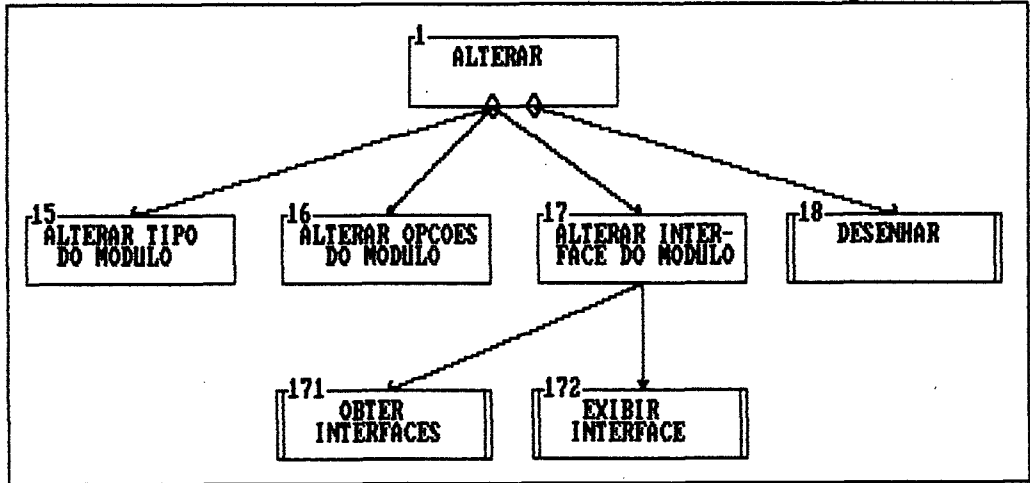 1
ALTERAR
15
ALTERAR TIPO
DO MODULO
16
ALTERAR OPCOES
DO MODULO
17
ALTERAR INTER-
FACE DO MODULO
18
DESENHAR
171
OBTER
INTERFACES
172
EXIBIR
INTERFACE